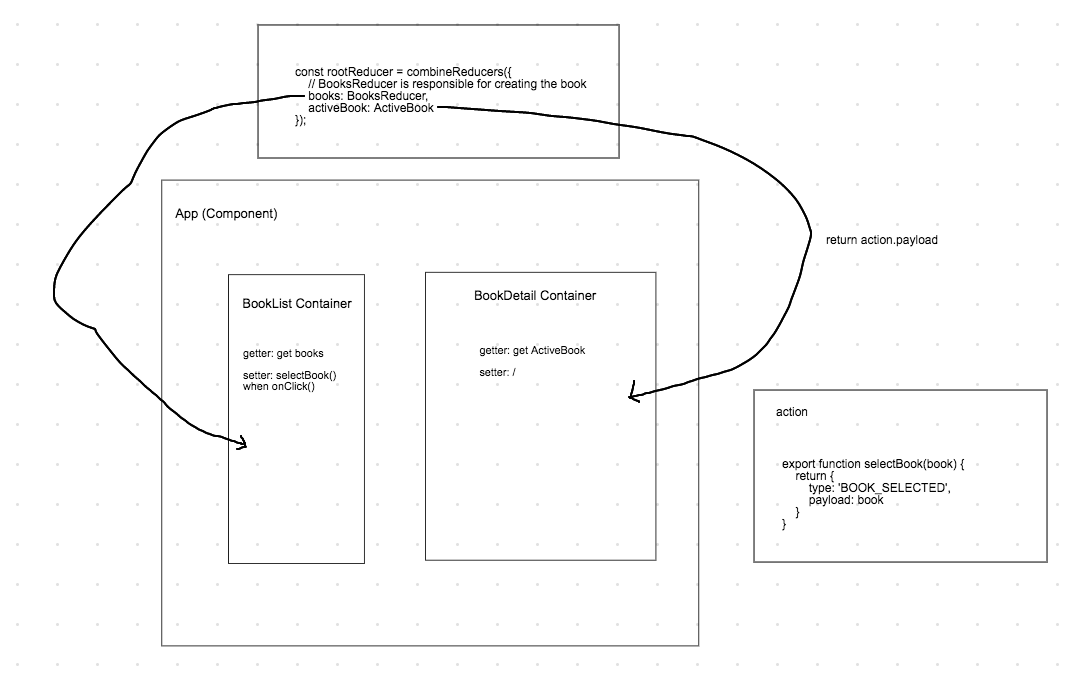 const rootReducer = combineReducers({
// BooksReducer is responsible for creating the book
books: BooksReducer,
activeBook: ActiveBook
});
App (Component)
return action.payload
BookList Container
getter: get books
setter: selectBook()
when onClick()
BookDetail Container
getter: get ActiveBook
setter: /
action
export function selectBook(book) {
return {
type: 'BOOK_SELECTED',
payload: book
}
}